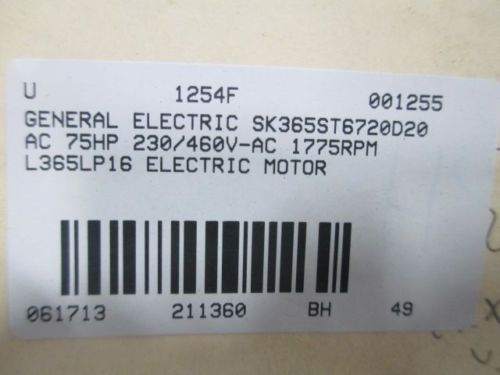 U 1254F 001255
GENERAL ELECTRIC SK365ST6720D20
AC 75HP 230/460V-AC 1775RPM
L365LP16 ELECTRIC MOTOR
061713 211360 BH 49